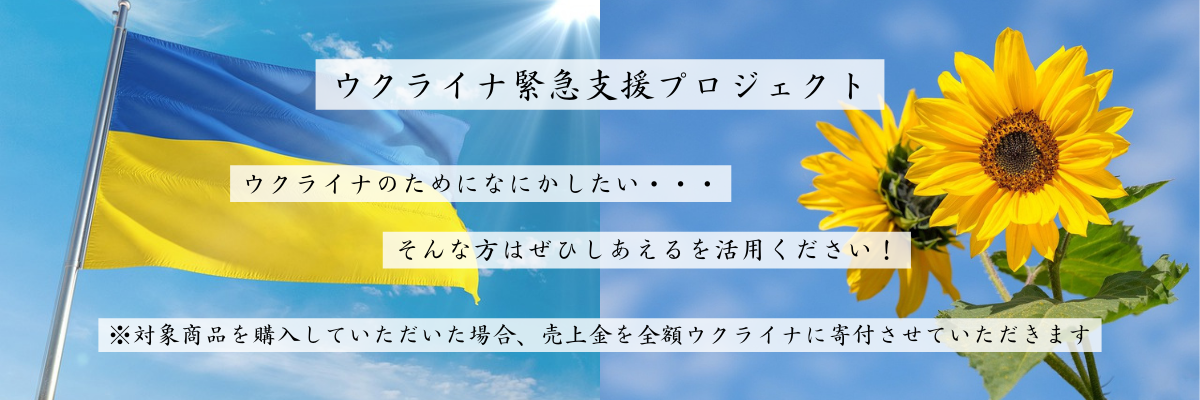 ウクライナ緊急支援プロジェクト
ウクライナのためになにかしたい・・・
そんな方はぜひしあえるを活用ください！
※対象商品を購入していただいた場合、売上金を全額ウクライナに寄付させていただきます